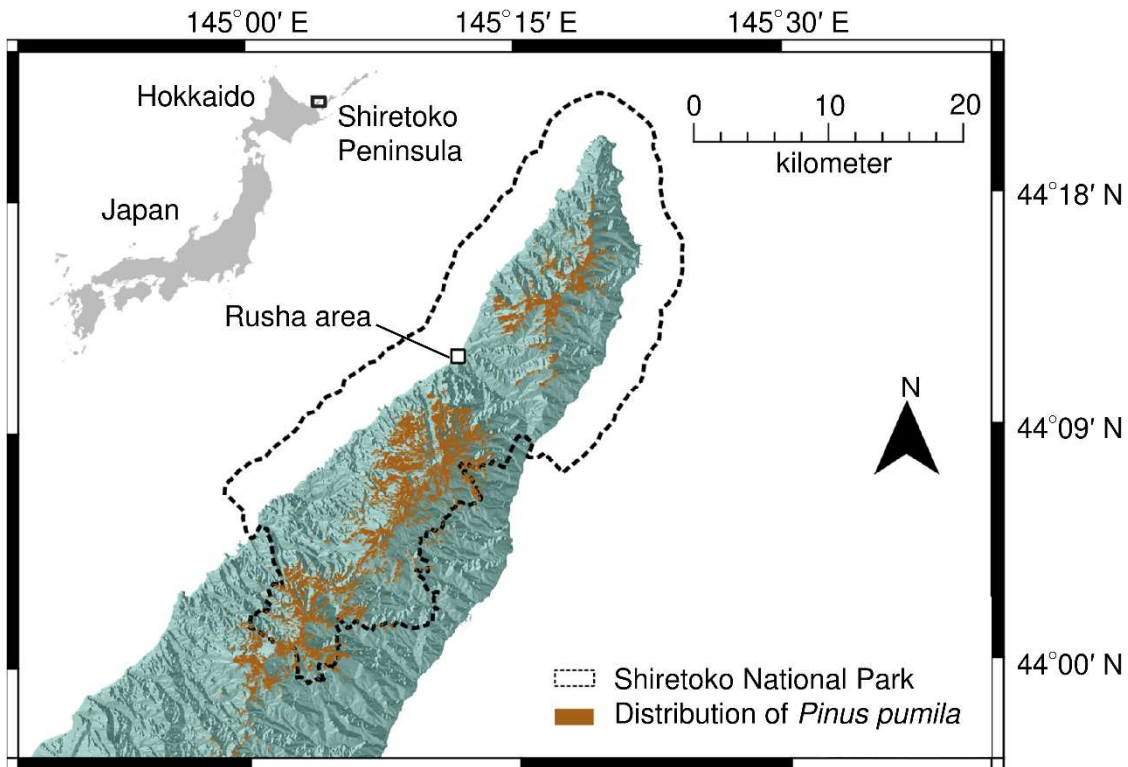 145°00′ E
145°15′ E
145°30′ E
Hokkaido
Shiretoko
Peninsula
Japan
0
10
20
kilometer
44°18′ N
Rusha area
N
44°09′ N
44°00′ N
Shiretoko National Park
Distribution of Pinus pumila